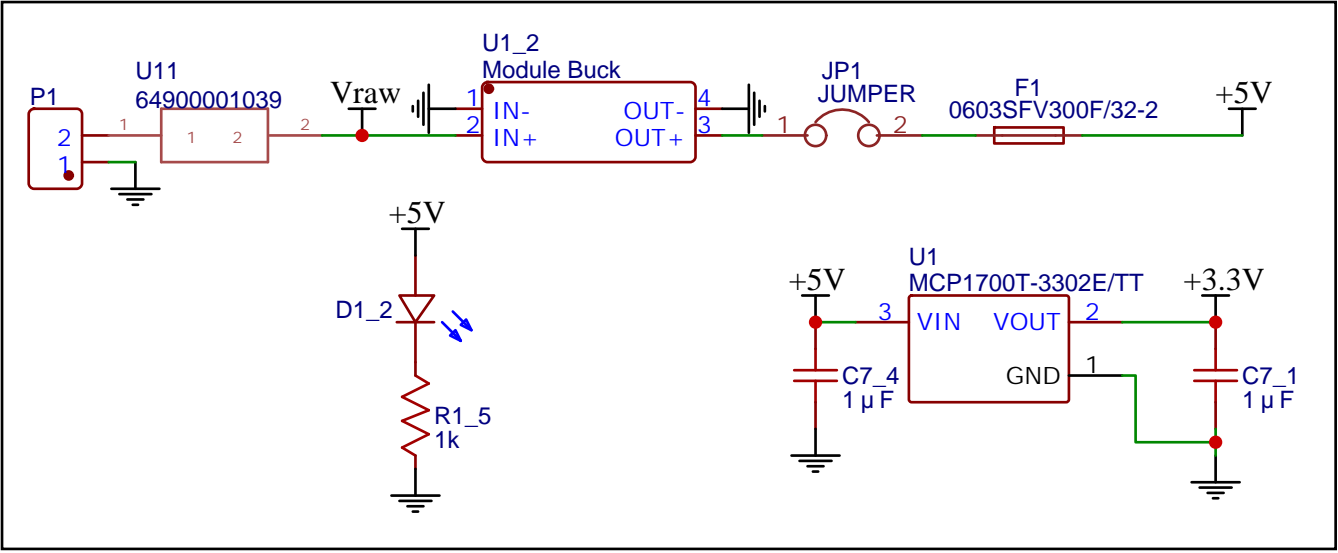 P1
2
1
U11
64900001039
1
1
2
2
Vraw
U1_2
Module Buck
1
IN-
2
IN+
OUT-
4
OUT+
3
JP1
JUMPER
1
2
F1
0603SFV300F/32-2
+5V
+5V
D1_2
R1_5
1k
+5V
C7_4
1 µ F
U1
MCP1700T-3302E/TT
3
VIN
VOUT
2
GND
1
+3.3V
C7_1
1 µ F